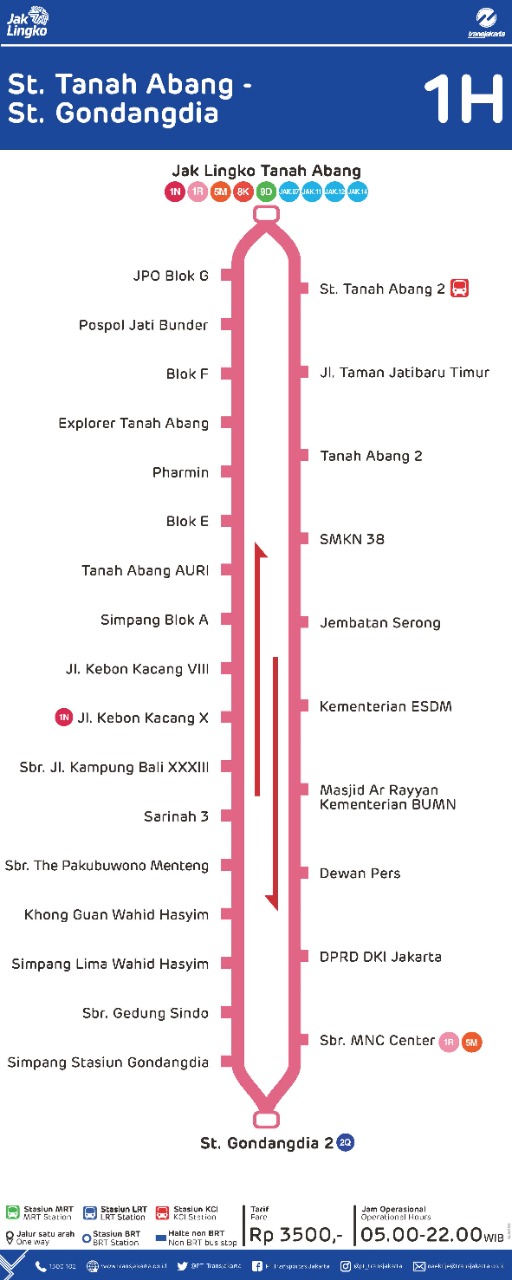 Jak
Lingko
transjakarta
St. Tanah Abang -
St. Gondangdia
1H
Jak Lingko Tanah Abang
1N 1R 5M 8K 9D JAK.07 JAK.11 JAK.12 JAK.14
JPO Blok G
Pospol Jati Bunder
Blok F
Explorer Tanah Abang
Pharmin
Blok E
Tanah Abang AURI
Simpang Blok A
Jl. Kebon Kacang VIII
1N Jl. Kebon Kacang X
Sbr. Jl. Kampung Bali XXXIII
Sarinah 3
Sbr. The Pakubuwono Menteng
Khong Guan Wahid Hasyim
Simpang Lima Wahid Hasyim
Sbr. Gedung Sindo
Simpang Stasiun Gondangdia
St. Tanah Abang 2
Jl. Taman Jatibaru Timur
Tanah Abang 2
SMKN 38
Jembatan Serong
Kementerian ESDM
Masjid Ar Rayyan
Kementerian BUMN
Dewan Pers
DPRD DKI Jakarta
Sbr. MNC Center 1R 5M
St. Gondangdia 2 2Q
Stasiun MRT
MRT Station
Stasiun LRT
LRT Station
Stasiun KCI
KCI Station
Jalur satu arah
One way
Stasiun BRT
BRT Station
Halte non BRT
Non BRT bus stop
Tarif
Fare
Rp 3500,-
Jam Operasional
Operational Hours
05.00-22.00 WIB
1500 102
www.transjakarta.co.id
@PT_Transjakarta
PT Transportasi Jakarta
@pt_transjakarta